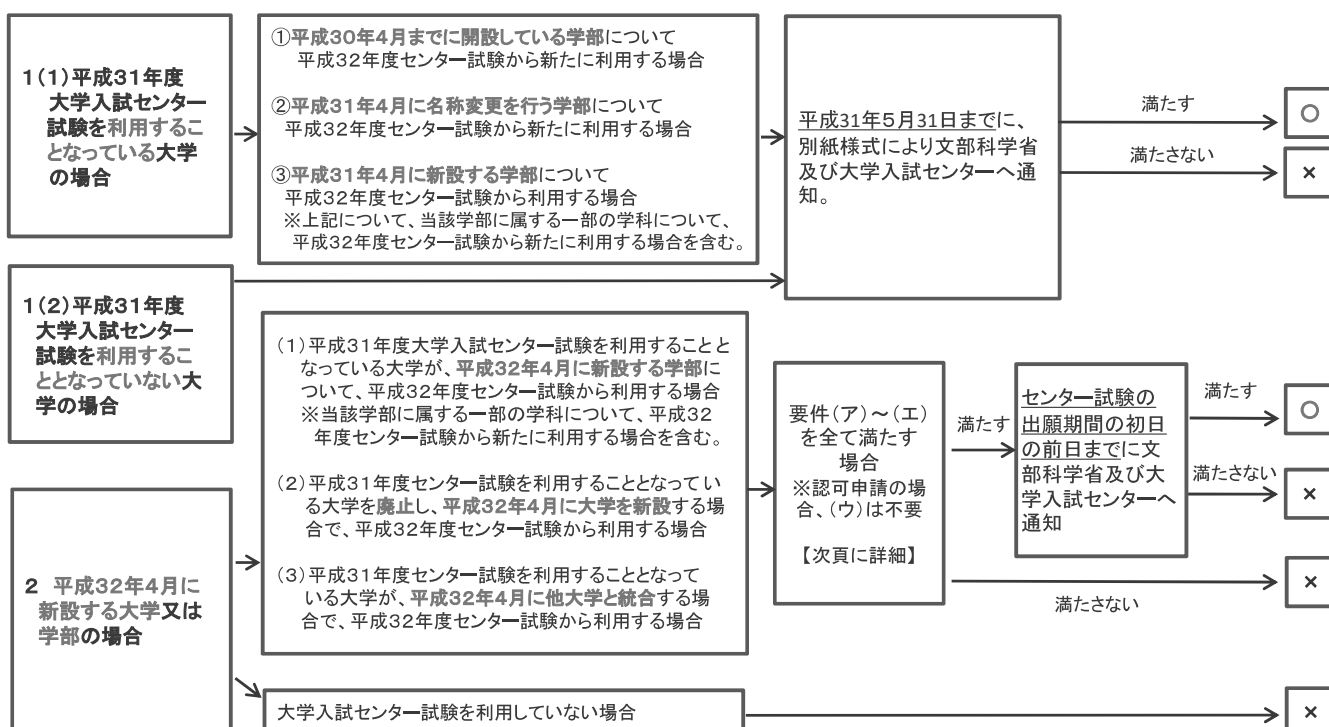 1(1)平成31年度
大学入試センター
試験を利用するこ
となっている大学
の場合
①平成30年4月までに開設している学部について
平成32年度センター試験から新たに利用する場合
②平成31年4月に名称変更を行う学部について
平成32年度センター試験から新たに利用する場合
③平成31年4月に新設する学部について
平成32年度センター試験から利用する場合
※上記について、当該学部に属する一部の学科について、
平成32年度センター試験から新たに利用する場合を含む。
平成31年5月31日までに、
別紙様式により文部科学省
及び大学入試センターへ通
知。
満たす
○
満たさない
×
1(2)平成31年度
大学入試センター
試験を利用するこ
ととなっていない大
学の場合
2 平成32年4月に
新設する大学又は
学部の場合
(1)平成31年度大学入試センター試験を利用することと
なっている大学が、平成32年4月に新設する学部に
ついて、平成32年度センター試験から利用する場合
※当該学部に属する一部の学科について、平成32
年度センター試験から新たに利用する場合を含む。
(2)平成31年度センター試験を利用することとなってい
る大学を廃止し、平成32年4月に大学を新設する場
合で、平成32年度センター試験から利用する場合
(3)平成31年度センター試験を利用することとなって
いる大学が、平成32年4月に他大学と統合する場
合で、平成32年度センター試験から利用する場合
要件(ア)~(エ)
を全て満たす
場合
※認可申請の場
合、(ウ)は不要
【次頁に詳細】
満たす
センター試験の
出願期間の初日
の前日までに文
部科学省及び大
学入試センターへ
通知
満たす
○
満たさない
×
満たさない
×
大学入試センター試験を利用していない場合
×